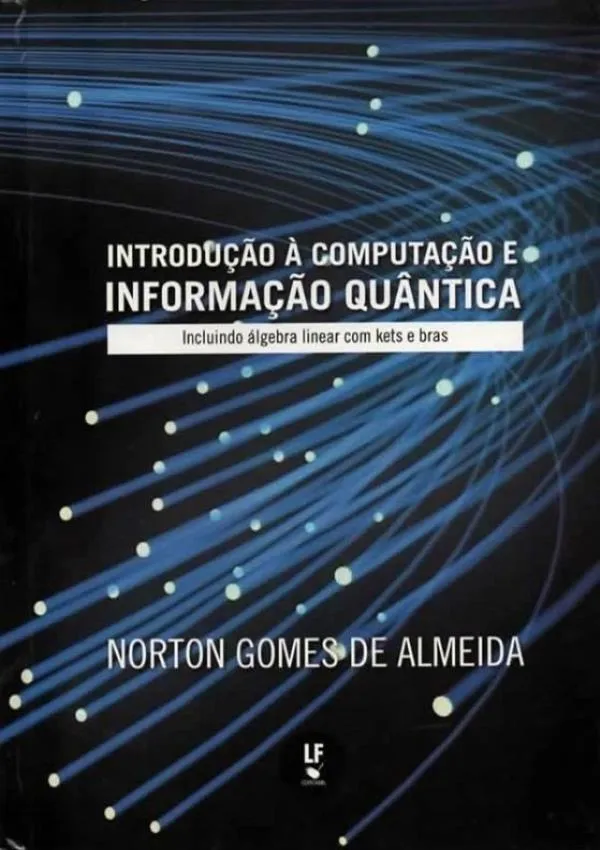 INTRODUÇÃO À COMPUTAÇÃO E
INFORMAÇÃO QUÂNTICA
Incluindo álgebra linear com kets e bras
NORTON GOMES DE ALMEIDA
LF